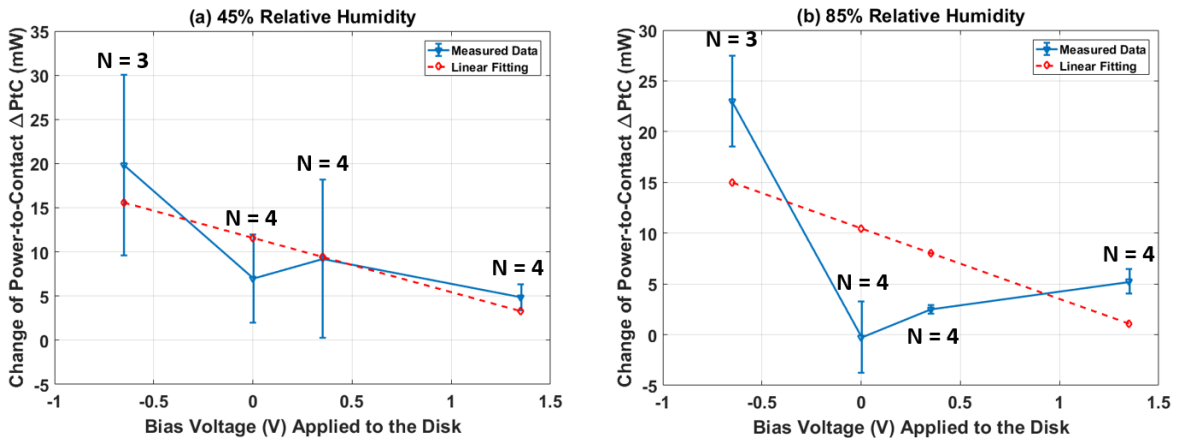 (a) 45% Relative Humidity
Change of Power-to-Contact △PtC (mW)
35
30
25
20
15
10
5
0
-5
N = 3
N = 4
N = 4
N = 4
Measured Data
Linear Fitting
-1
-0.5
0
0.5
1
1.5
Bias Voltage (V) Applied to the Disk
(b) 85% Relative Humidity
Change of Power-to-Contact △PtC (mW)
30
25
20
15
10
5
0
-5
N = 3
N = 4
N = 4
N = 4
Measured Data
Linear Fitting
-1
-0.5
0
0.5
1
1.5
Bias Voltage (V) Applied to the Disk